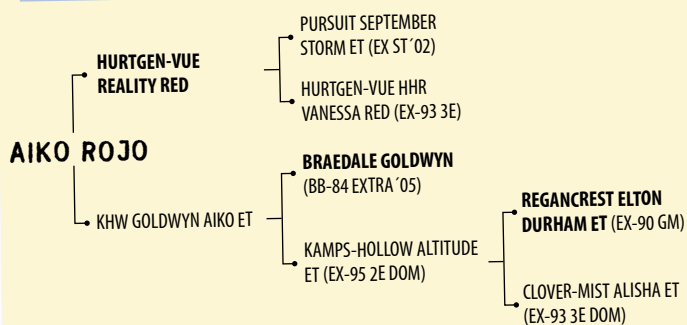 PURSUIT SEPTEMBER
STORM ET (EX ST´02)
HURTGEN-VUE
REALITY RED
HURTGEN-VUE HHR
VANESSA RED (EX-93 3E)
AIKO ROJO
BRAEDALE GOLDWYN
(BB-84 EXTRA´05)
KHW GOLDWYN AIKO ET
REGANCREST ELTON
DURHAM ET (EX-90 GM)
KAMPS-HOLLOW ALTITUDE
ET (EX-95 2E DOM)
CLOVER-MIST ALISHA ET
(EX-93 3E DOM)